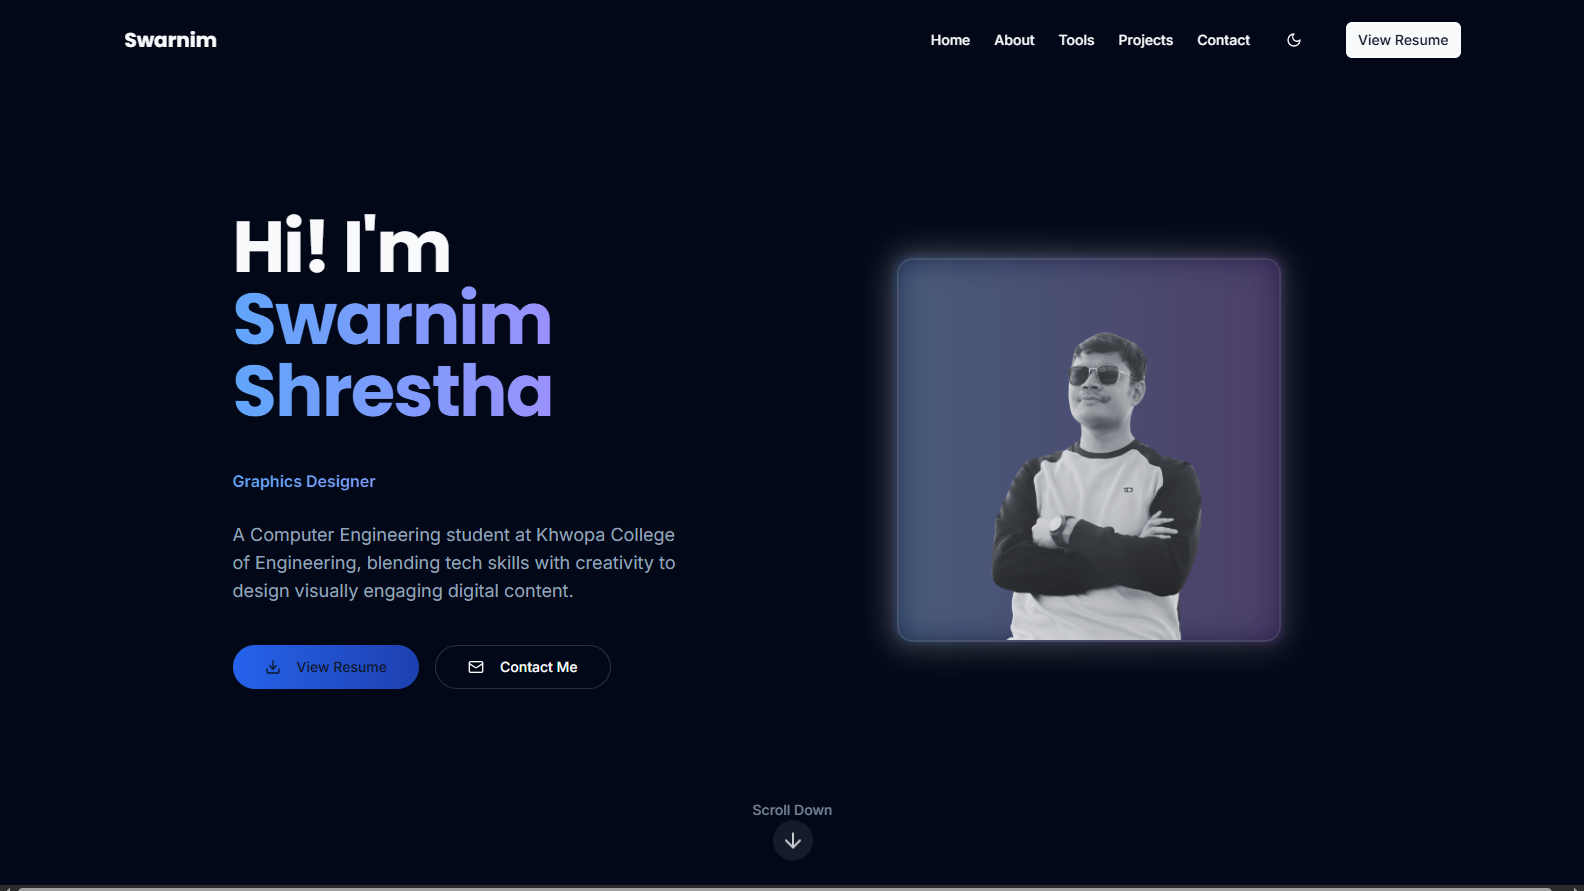 Swarnim
Home
About
Tools
Projects
Contact
View Resume
Hi! I'm
Swarnim
Shrestha
Graphics Designer
A Computer Engineering student at Khwopa College
of Engineering, blending tech skills with creativity to
design visually engaging digital content.
View Resume
Contact Me
Scroll Down